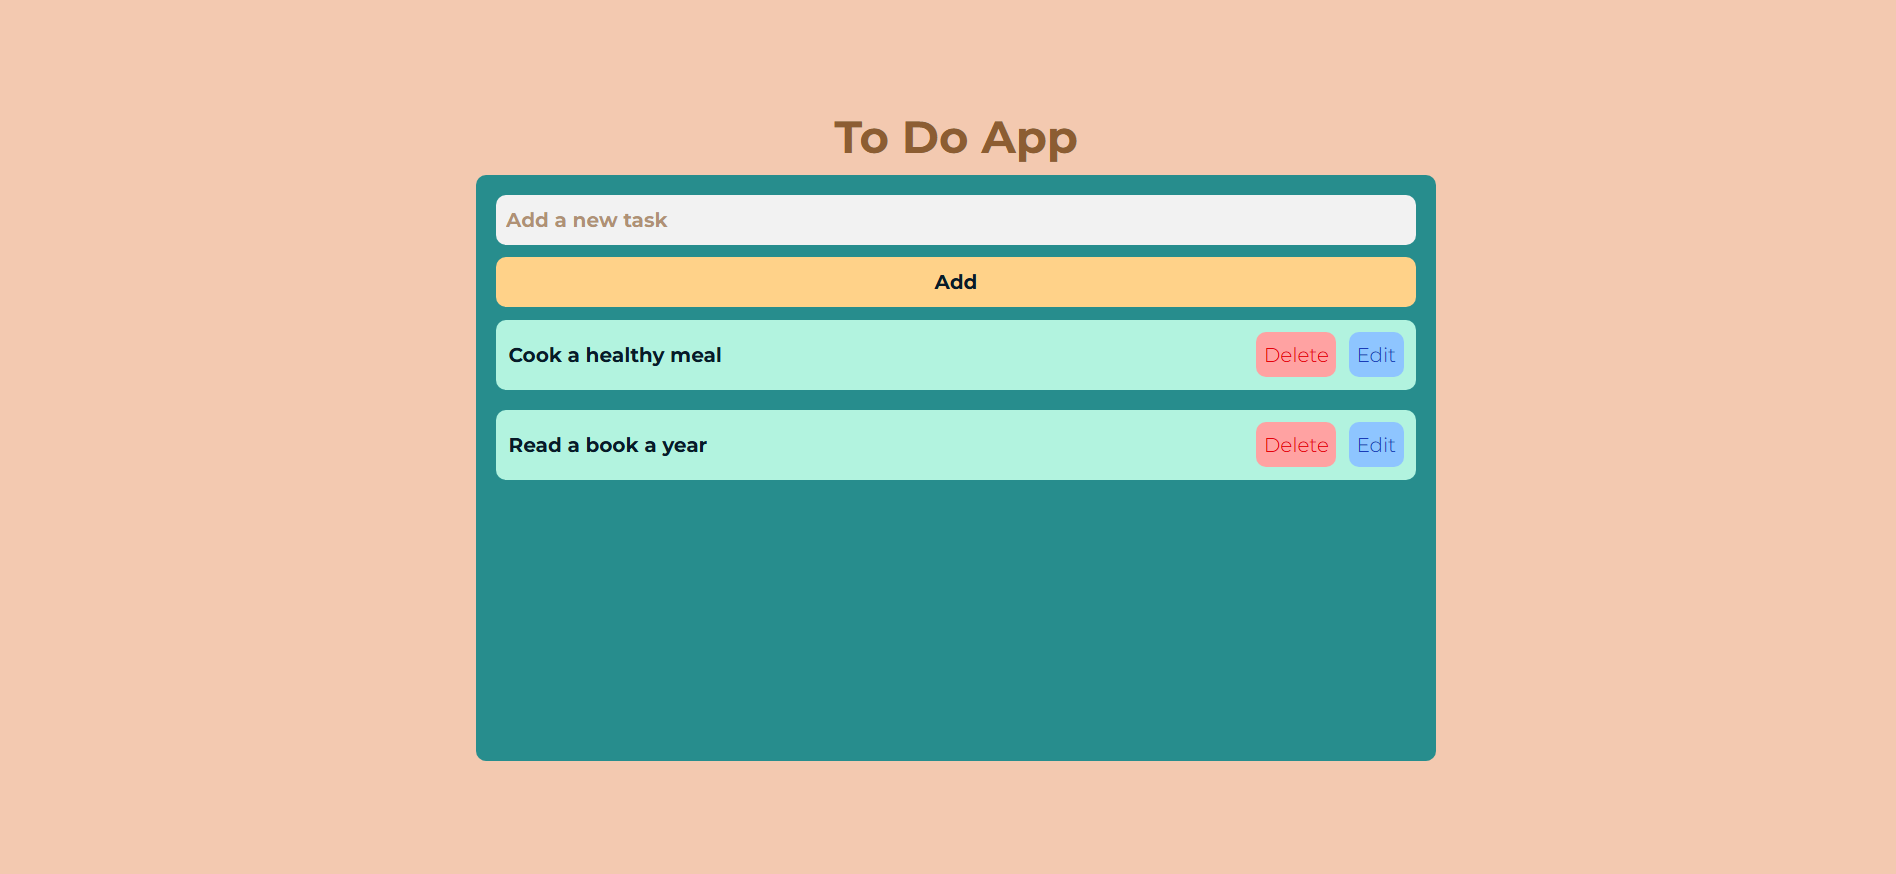 To Do App
Add a new task
Add
Cook a healthy meal Delete Edit
Read a book a year Delete Edit